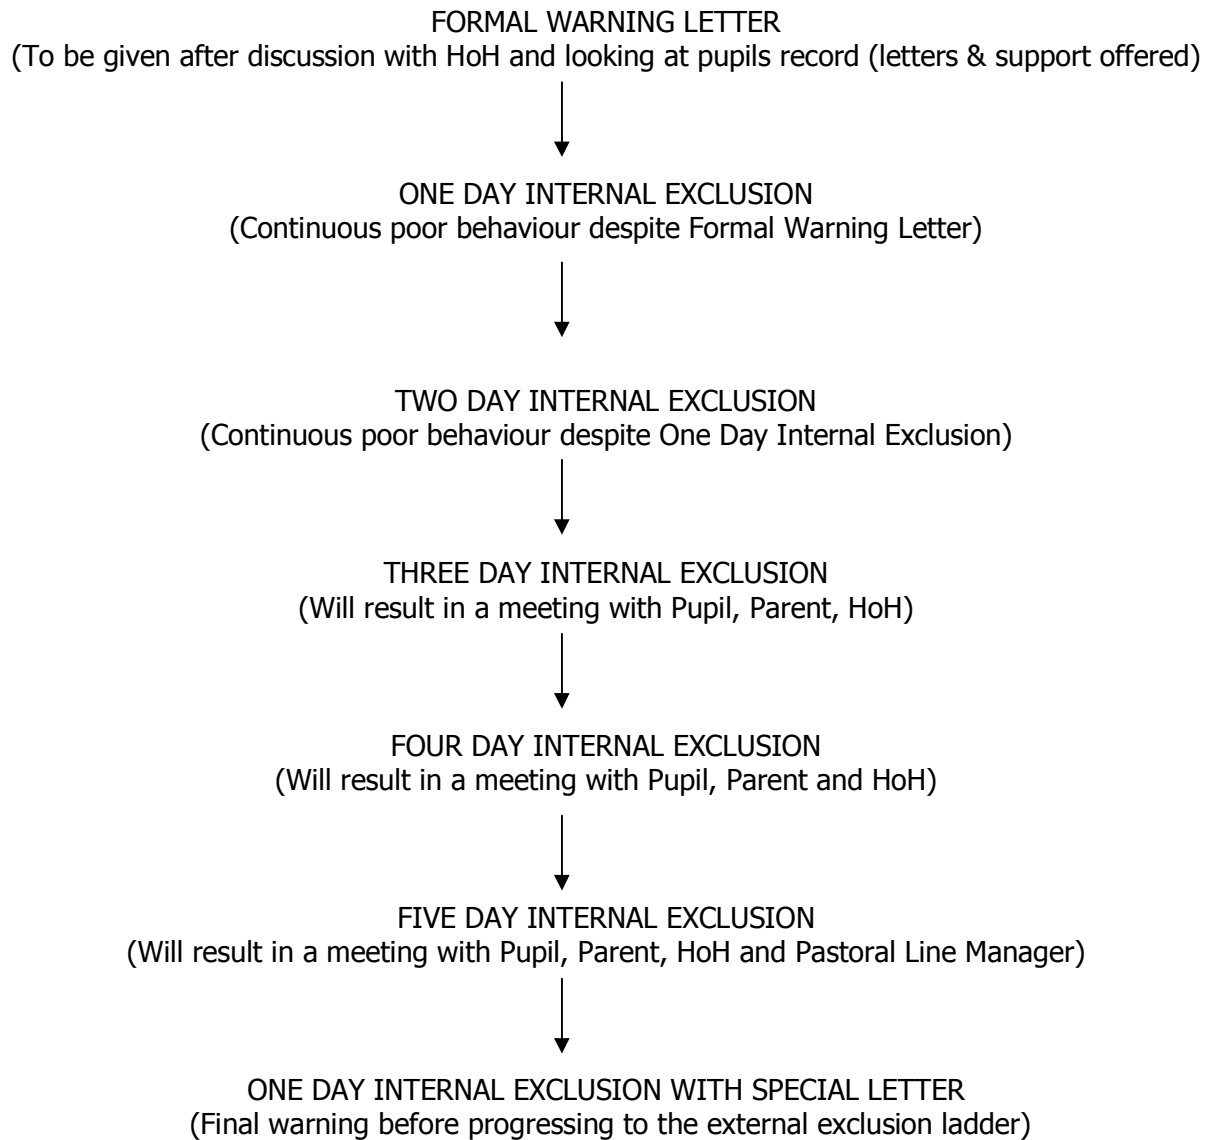 FORMAL WARNING LETTER
(To be given after discussion with HoH and looking at pupils record (letters & support offered)
ONE DAY INTERNAL EXCLUSION
(Continuous poor behaviour despite Formal Warning Letter)
TWO DAY INTERNAL EXCLUSION
(Continuous poor behaviour despite One Day Internal Exclusion)
THREE DAY INTERNAL EXCLUSION
(Will result in a meeting with Pupil, Parent, HoH)
FOUR DAY INTERNAL EXCLUSION
(Will result in a meeting with Pupil, Parent and HoH)
FIVE DAY INTERNAL EXCLUSION
(Will result in a meeting with Pupil, Parent, HoH and Pastoral Line Manager)
ONE DAY INTERNAL EXCLUSION WITH SPECIAL LETTER
(Final warning before progressing to the external exclusion ladder)